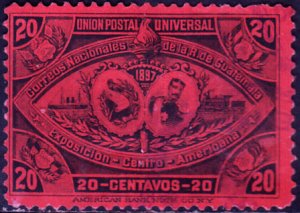 20 UNION POSTAL UNIVERSAL 20
Correos Nacionales de la R. de Guatemala
1897
Exposicion - Centro - Americana
20 20-CENTAVOS-20 20
AMERICAN BANK NOTE CO. N.Y.